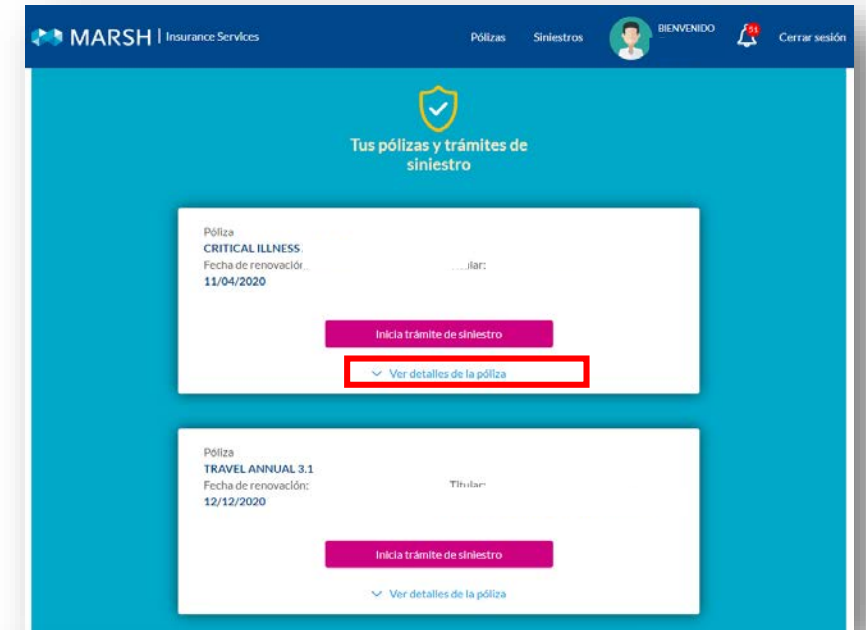 MARSH | Insurance Services
Pólizas Siniestros BIENVENIDO 51 Cerrar sesión
Tus pólizas y trámites de
siniestro
Póliza
CRITICAL ILLNESS
Fecha de renovación
11/04/2020
Inicia trámite de siniestro
Ver detalles de la póliza
Póliza
TRAVEL ANNUAL 3.1
Fecha de renovación: Titular:
12/12/2020
Inicia trámite de siniestro
Ver detalles de la póliza